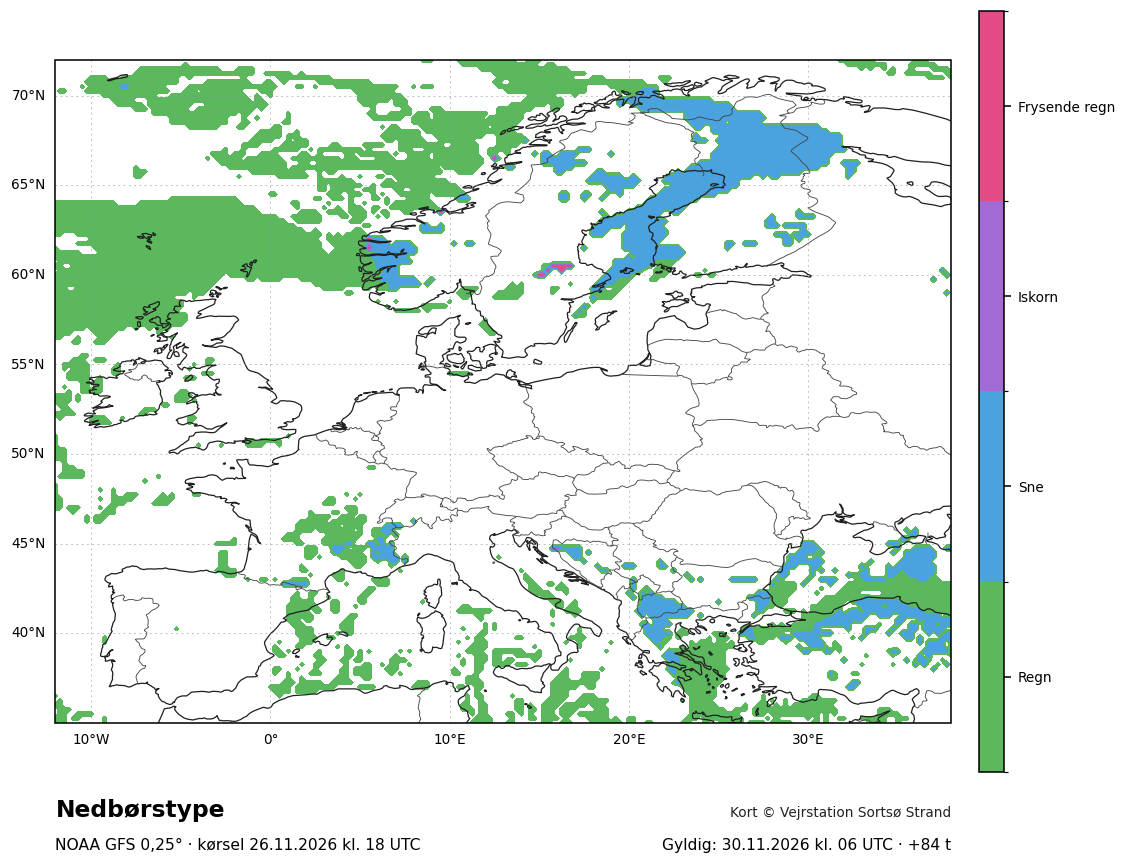 70°N
65°N
60°N
55°N
50°N
45°N
40°N
10°W
0°
10°E
20°E
30°E
Frysende regn
Iskorn
Sne
Regn
Nedbørstype
Kort © Vejrstation Sortsø Strand
NOAA GFS 0,25° · kørsel 26.11.2026 kl. 18 UTC
Gyldig: 30.11.2026 kl. 06 UTC · +84 t